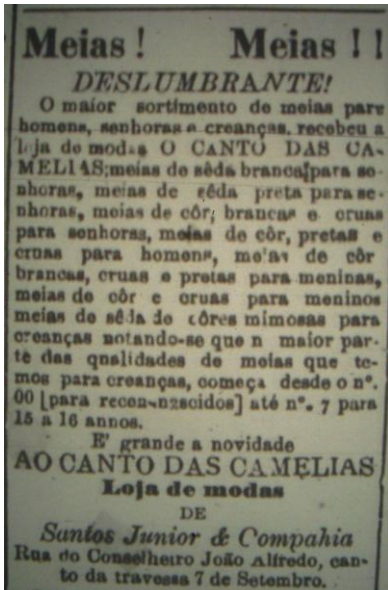 Meias! Meias!!
DESLUMBRANTE!
O maior sortimento de meias para
homens, senhoras e creanças, recebeu a
loja de modas O CANTO DAS CA-
MELIAS; meias de sêda branca para se-
nhoras, meias de sêda preta para se-
nhoras, meias de côr, brancas e cruas
para senhoras, meias de côr, pretas e
cruas para homens, meias de côr
brancas, cruas e pretas para meninas,
meias de côr e cruas para meninos
meias de sêda de côres mimosas para
creanças notando-se que a maior par-
te das qualidades de meias que te-
mos para creanças, começa desde o nº.
00 [para recem-nascidos] até nº. 7 para
15 a 16 annos.
E' grande a novidade
AO CANTO DAS CAMELIAS
Loja de modas
DE
Santos Junior & Compahia
Rua do Conselheiro João Alfredo, can-
to da travessa 7 de Setembro.